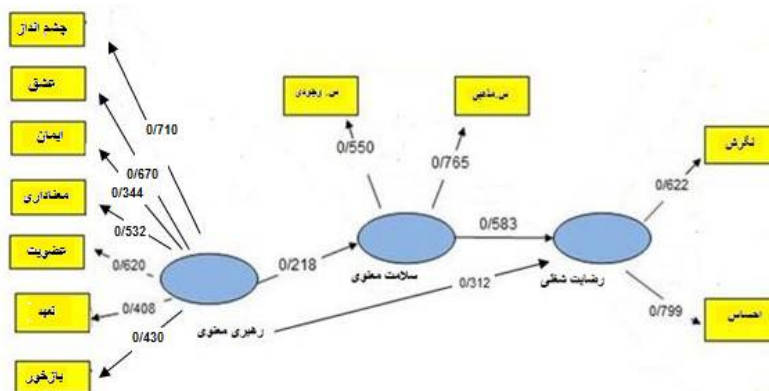 چشم انداز
عشق
ایمان
معناداری
عضویت
تعهد
بازخور
0/710
0/670
0/344
0/532
0/620
0/408
0/430
رهبری معنوی
0/218
0/312
س. وجودی
س.مذهبی
0/550
0/765
سلامت معنوی
0/583
رضایت شغلی
نگرش
0/622
0/799
احساس